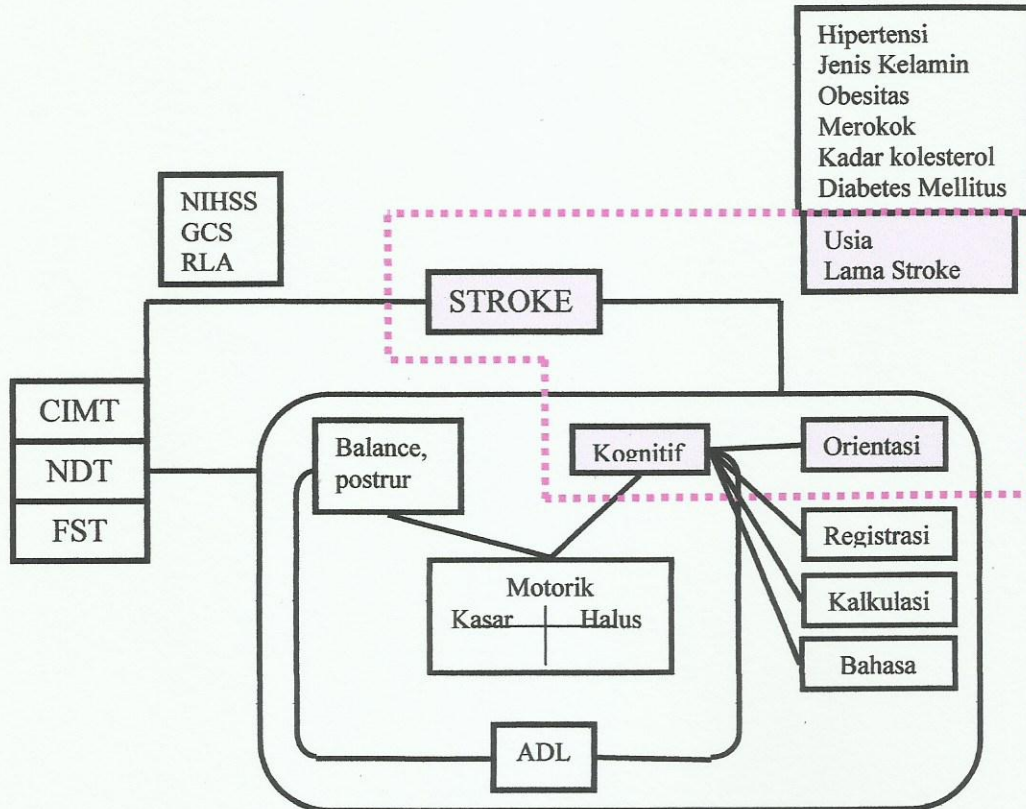 Hipertensi
Jenis Kelamin
Obesitas
Merokok
Kadar kolesterol
Diabetes Mellitus
Usia
Lama Stroke
NIHSS
GCS
RLA
STROKE
CIMT
NDT
FST
Balance,
postrur
Kognitif
Orientasi
Registrasi
Kalkulasi
Bahasa
Motorik
Kasar Halus
ADL